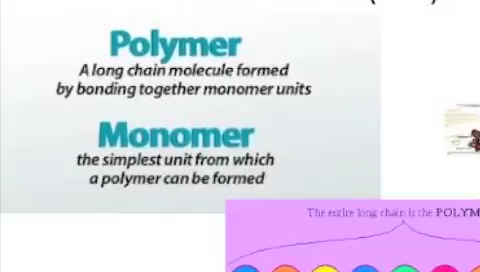 Polymer
A long chain molecule formed
by bonding together monomer units
Monomer
the simplest unit from which
a polymer can be formed
The entire long chain is the POLYM